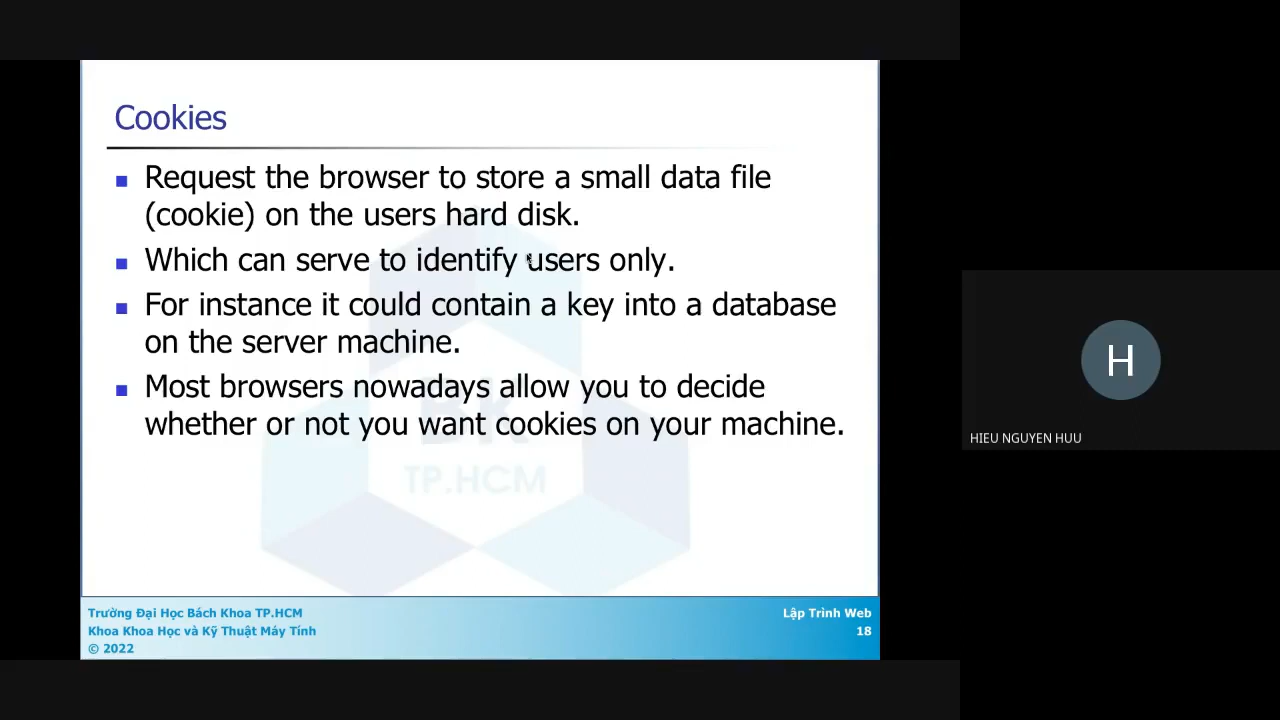 Cookies
Request the browser to store a small data file
(cookie) on the users hard disk.
Which can serve to identify users only.
For instance it could contain a key into a database
on the server machine.
Most browsers nowadays allow you to decide
whether or not you want cookies on your machine.
BK
TP.HCM
Trường Đại Học Bách Khoa TP.HCM
Khoa Khoa Học và Kỹ Thuật Máy Tính
© 2022
Lập Trình Web
18
H
HIEU NGUYEN HUU